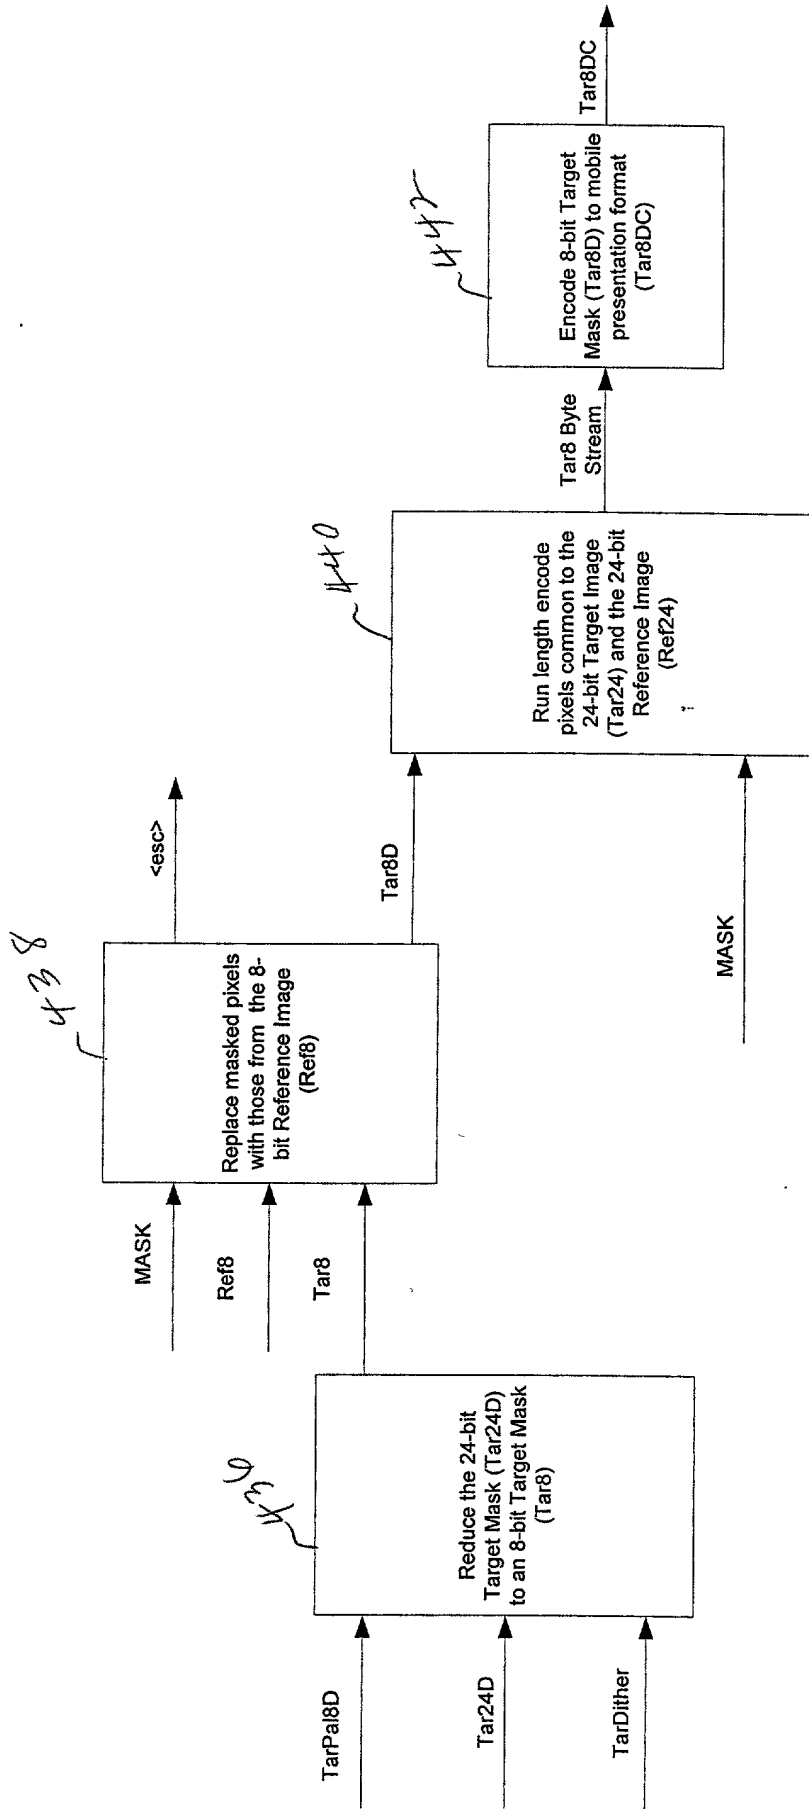 TarPal8D
Tar24D
TarDither
436
Reduce the 24-bit
Target Mask (Tar24D)
to an 8-bit Target Mask
(Tar8)
MASK
Ref8
Tar8
438
Replace masked pixels
with those from the 8-
bit Reference Image
(Ref8)
<esc>
Tar8D
MASK
440
Run length encode
pixels common to the
24-bit Target Image
(Tar24) and the 24-bit
Reference Image
(Ref24)
Tar8 Byte
Stream
442
Encode 8-bit Target
Mask (Tar8D) to mobile
presentation format
(Tar8DC)
Tar8DC